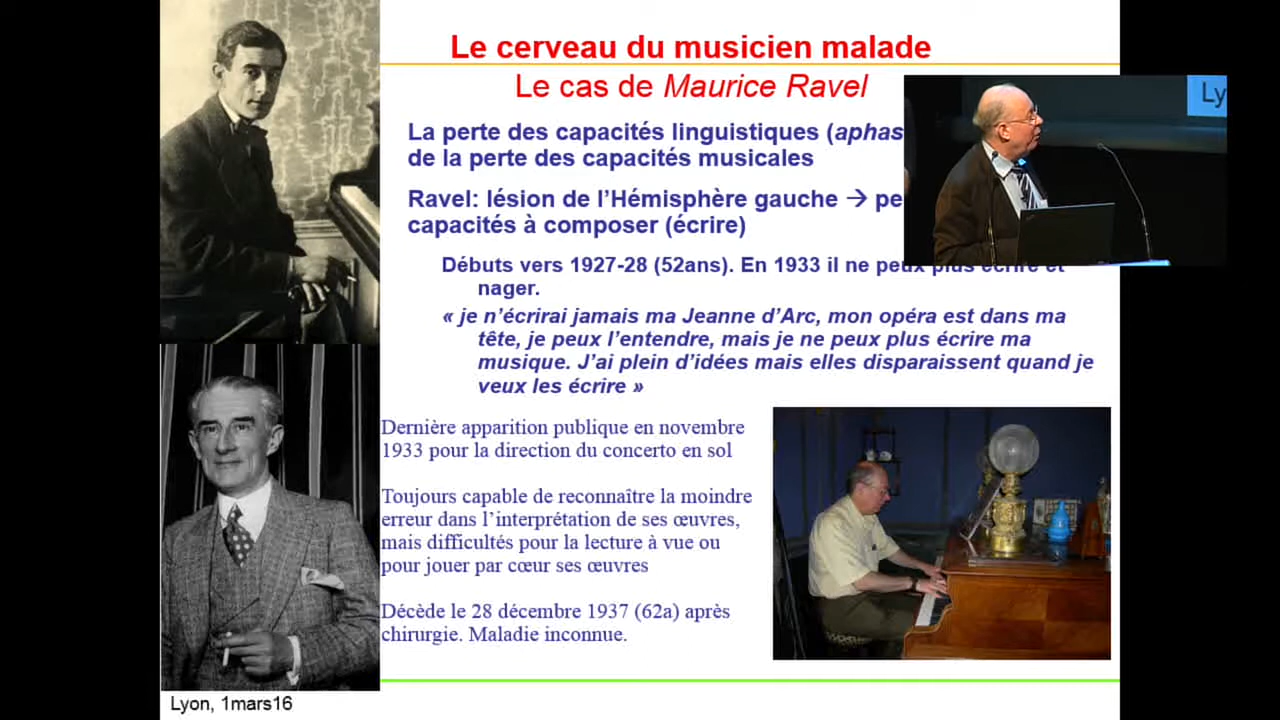 Le cerveau du musicien malade
Le cas de Maurice Ravel
La perte des capacités linguistiques (aphas
de la perte des capacités musicales
Ravel: lésion de l’Hémisphère gauche → pe
capacités à composer (écrire)
Débuts vers 1927-28 (52ans). En 1933 il ne peux plus écrire et
nager.
« je n’écrirai jamais ma Jeanne d’Arc, mon opéra est dans ma
tête, je peux l’entendre, mais je ne peux plus écrire ma
musique. J’ai plein d’idées mais elles disparaissent quand je
veux les écrire »
Dernière apparition publique en novembre
1933 pour la direction du concerto en sol
Toujours capable de reconnaître la moindre
erreur dans l’interprétation de ses œuvres,
mais difficultés pour la lecture à vue ou
pour jouer par cœur ses œuvres
Décède le 28 décembre 1937 (62a) après
chirurgie. Maladie inconnue.
Lyon, 1mars16
Ly